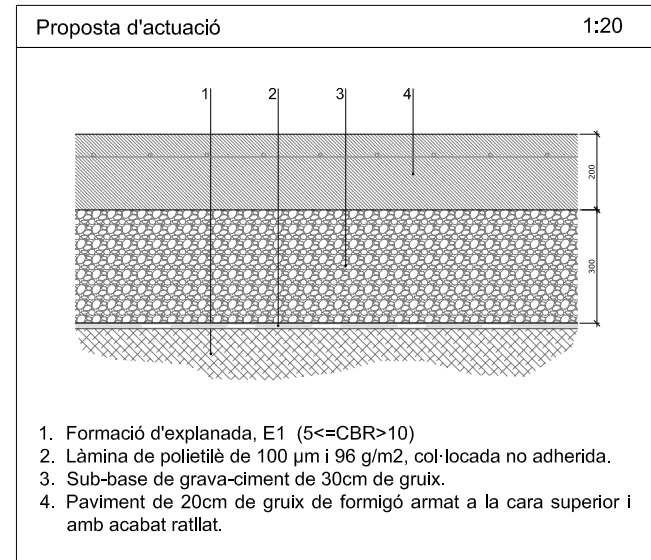 Proposta d'actuació 1:20
1 2 3 4
200
300
1. Formació d'explanada, E1 (5<=CBR>10)
2. Làmina de polietilè de 100 μm i 96 g/m2, col·locada no adherida.
3. Sub-base de grava-ciment de 30cm de gruix.
4. Paviment de 20cm de gruix de formigó armat a la cara superior i
amb acabat ratllat.